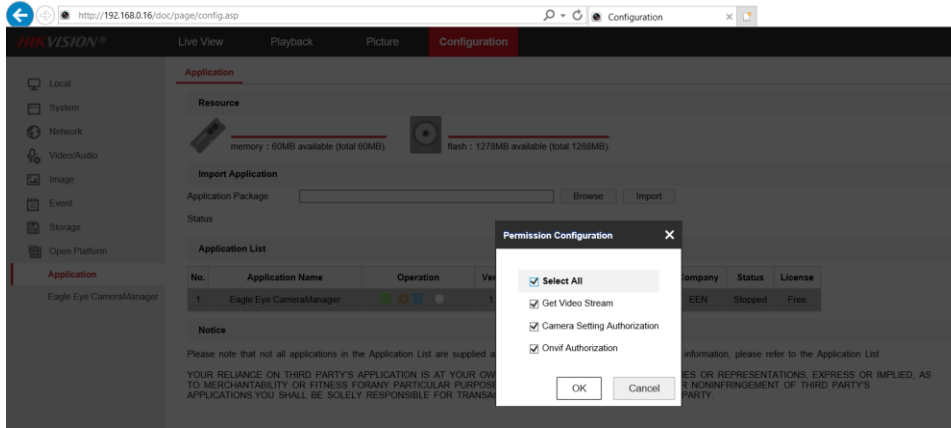 http://192.168.0.16/doc/page/config.asp
Configuration
HIKVISION®
Live View Playback Picture Configuration
Local
System
Network
Video/Audio
Image
Event
Storage
Open Platform
Application
Eagle Eye CameraManager
Application
Resource
memory : 60MB available (total 60MB). flash : 1278MB available (total 1288MB).
Import Application
Application Package Browse Import
Status
Application List
No. Application Name Operation Company Status License
1 Eagle Eye CameraManager EEN Stopped Free
Notice
Please note that not all applications in the Application List are supplied information, please refer to the Application List.
YOUR RELIANCE ON THIRD PARTY'S APPLICATION IS AT YOUR OR REPRESENTATIONS, EXPRESS OR IMPLIED, AS
TO MERCHANTABILITY OR FITNESS FORANY PARTICULAR NONINFRINGEMENT OF THIRD PARTY'S
APPLICATIONS.YOU SHALL BE SOLELY RESPONSIBLE FOR PARTY.
Permission Configuration
Select All
Get Video Stream
Camera Setting Authorization
Onvif Authorization
OK Cancel